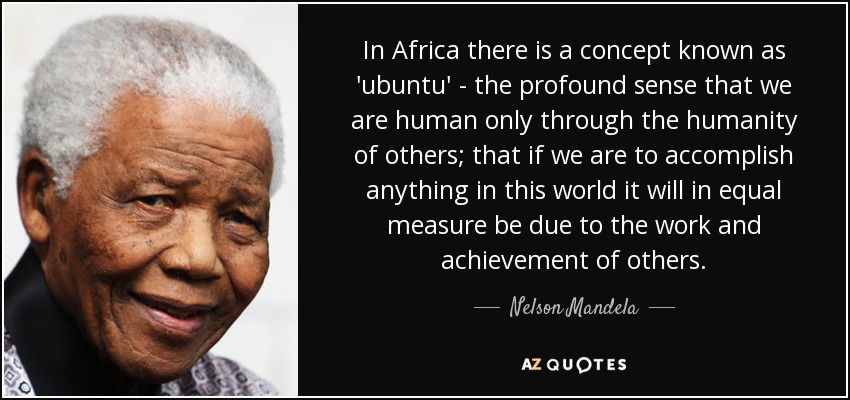 In Africa there is a concept known as
'ubuntu' - the profound sense that we
are human only through the humanity
of others; that if we are to accomplish
anything in this world it will in equal
measure be due to the work and
achievement of others.
Nelson Mandela
AZ QUOTES